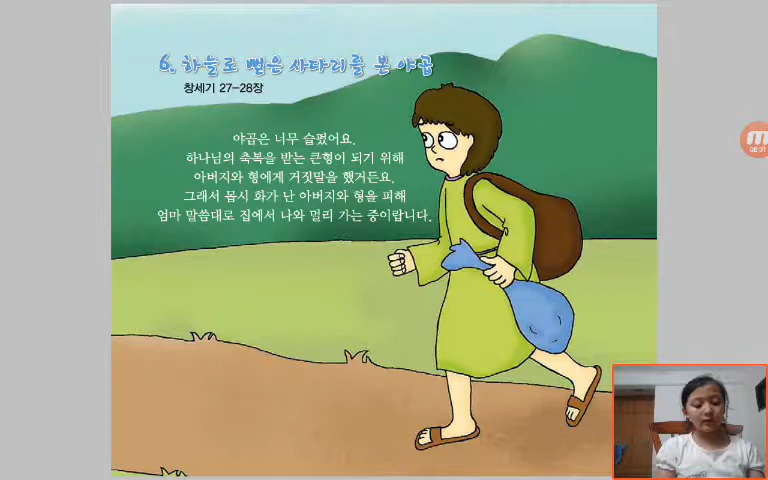 6. 하늘로 뻗은 사다리를 본 야곱
창세기 27-28장
야곱은 너무 슬펐어요.
하나님의 축복을 받는 큰형이 되기 위해
아버지와 형에게 거짓말을 했거든요.
그래서 몹시 화가 난 아버지와 형을 피해
엄마 말씀대로 집에서 나와 멀리 가는 중이랍니다.